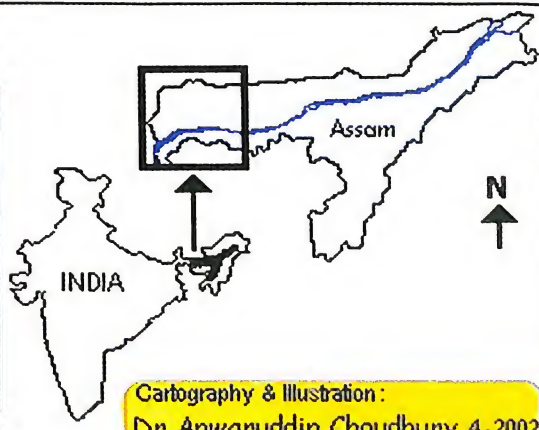 Assam
N
INDIA
Cartography & Illustration :
Dr. Anwaruddin Choudhury 4-2002